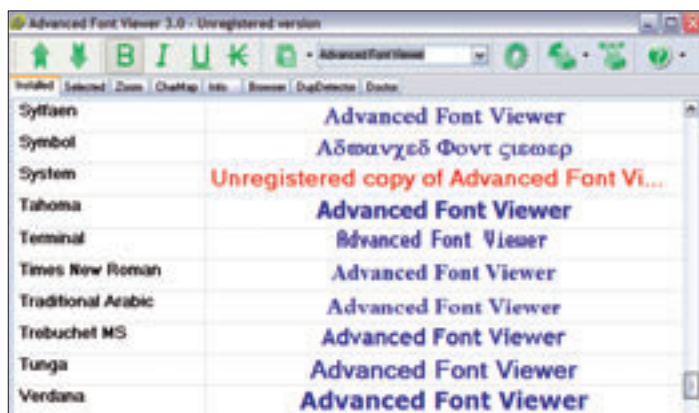 Advanced Font Viewer 3.0 - Unregistered version
B I U K Advanced Font Viewer
Installed Selected Zoom CharMap Info Browser DupDetector Doctor
Sylfaen Advanced Font Viewer
Symbol Αδϖανχεδ Φοντ ςιεωερ
System Unregistered copy of Advanced Font Vi...
Tahoma Advanced Font Viewer
Terminal Advanced Font Viewer
Times New Roman Advanced Font Viewer
Traditional Arabic Advanced Font Viewer
Trebuchet MS Advanced Font Viewer
Tunga Advanced Font Viewer
Verdana Advanced Font Viewer